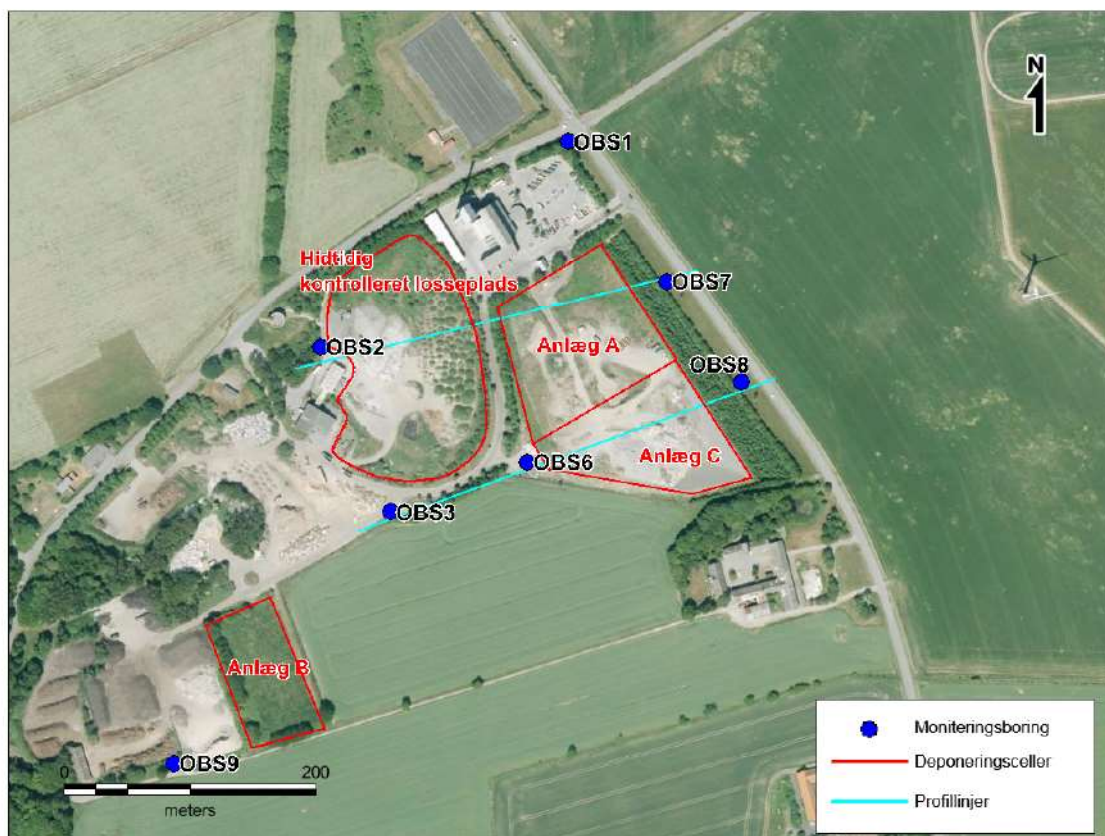 N
OBS1
Hidtidig
kontrolleret losseplads
OBS7
OBS2
Anlæg A
OBS8
OBS6
Anlæg C
OBS3
Anlæg B
OBS9
0 200
meters
Moniteringsboring
Deponeringsceller
Profillinjer